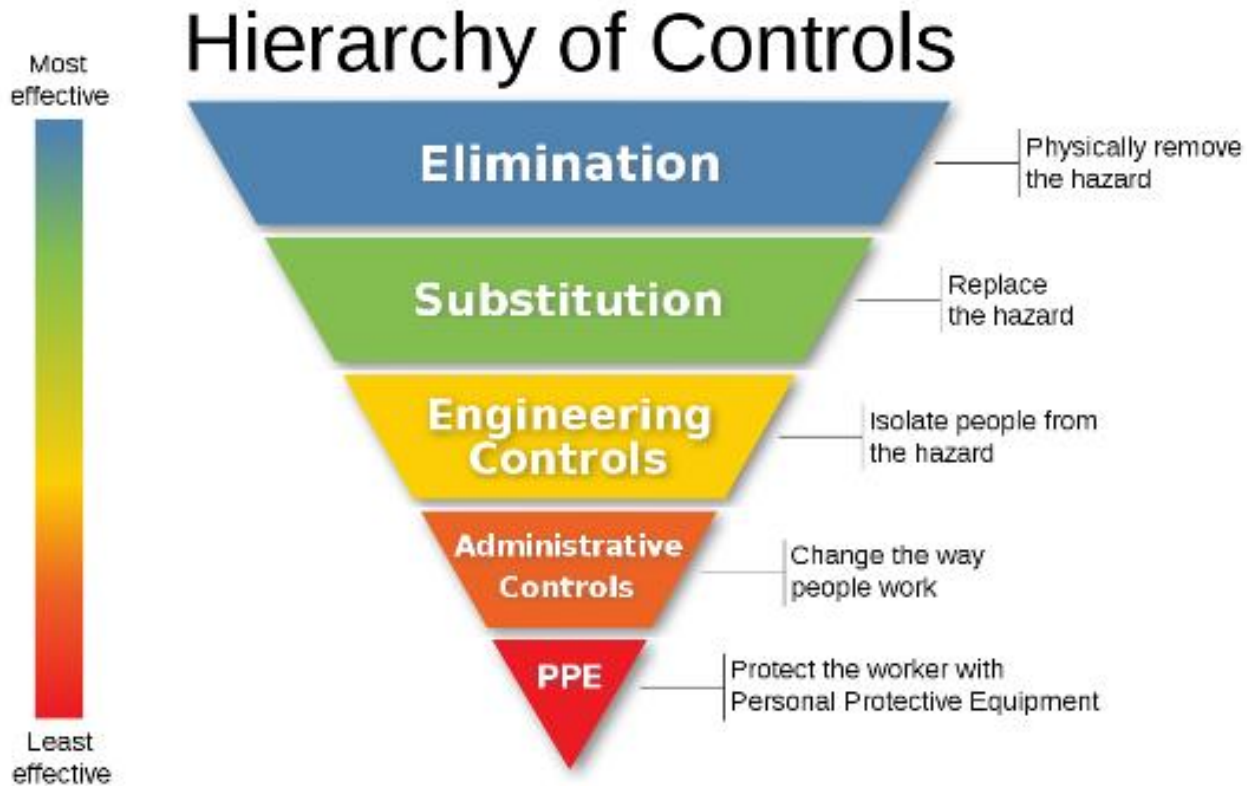 Hierarchy of Controls
Most
effective
Elimination
Physically remove
the hazard
Substitution
Replace
the hazard
Engineering
Controls
Isolate people from
the hazard
Administrative
Controls
Change the way
people work
PPE
Protect the worker with
Personal Protective Equipment
Least
effective